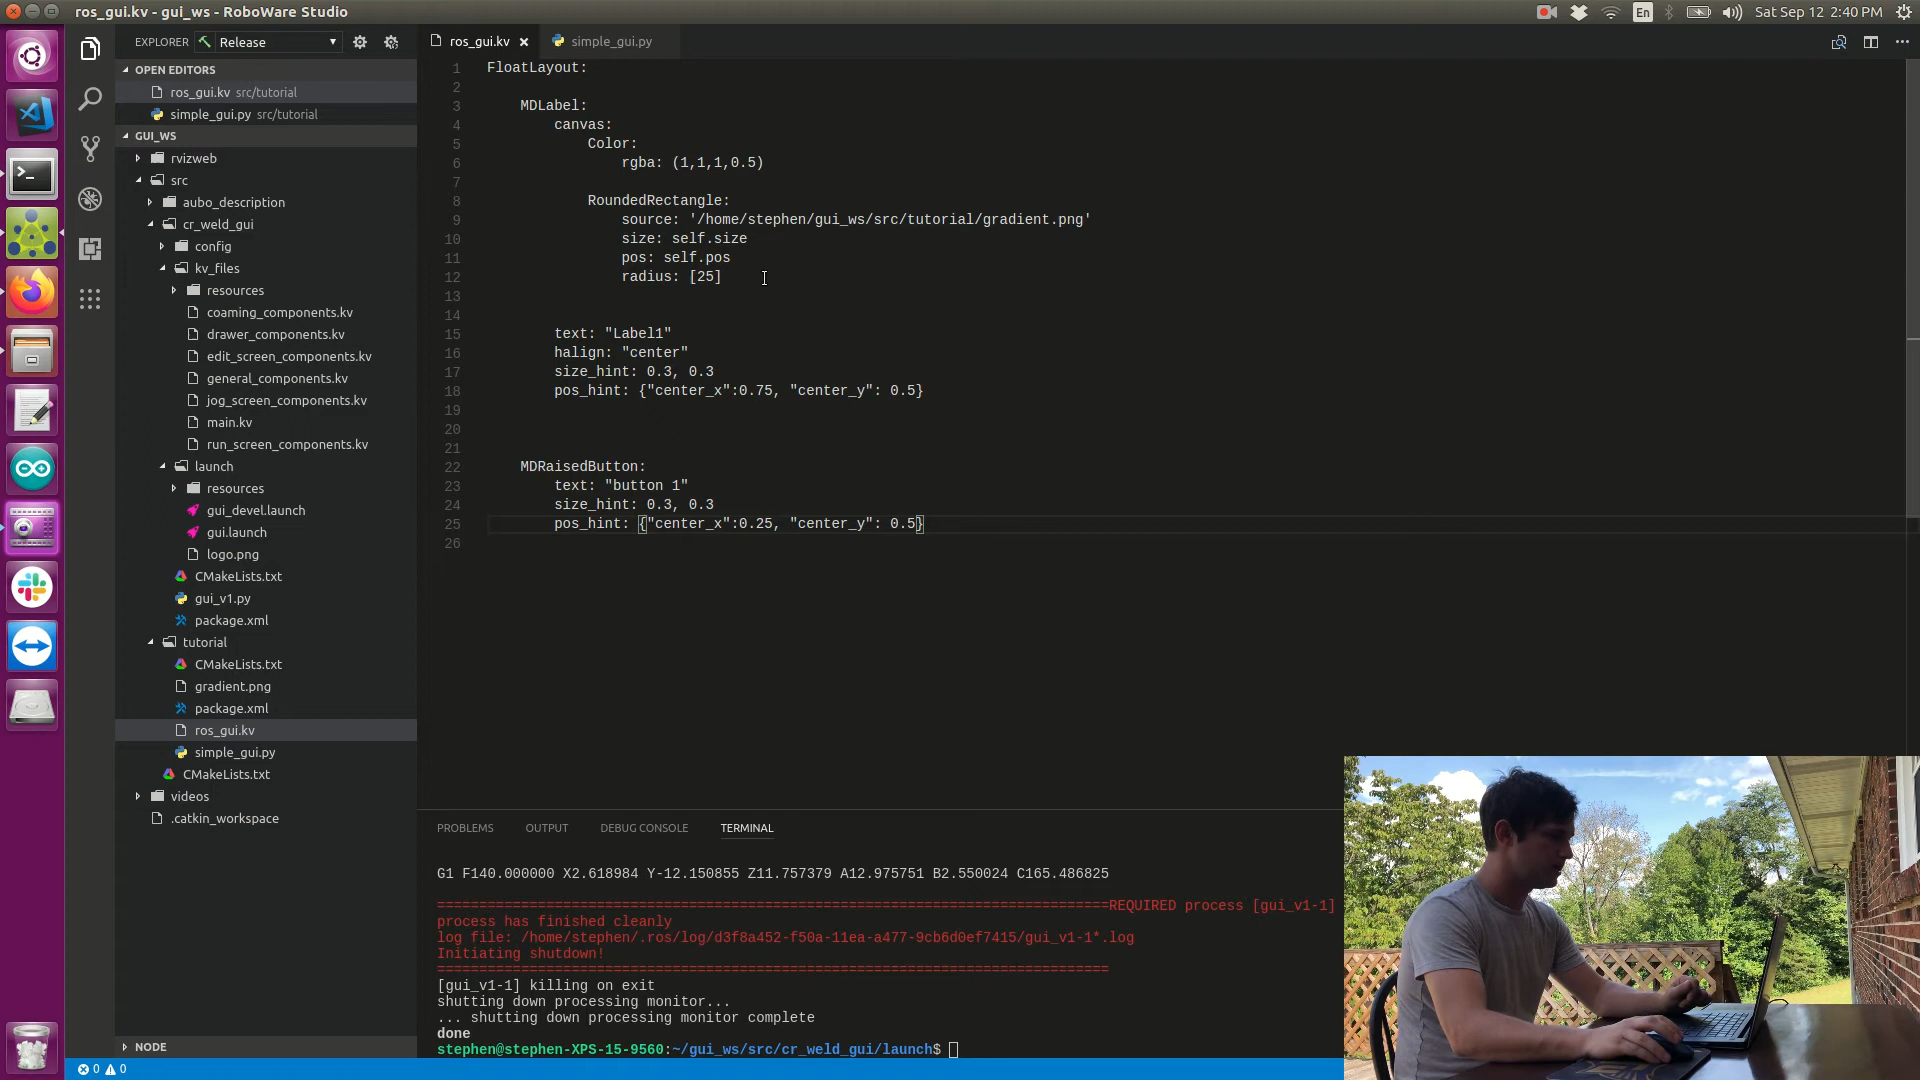 ros_gui.kv - gui_ws - RoboWare Studio
En
Sat Sep 12 2:40 PM
EXPLORER
Release
ros_gui.kv
simple_gui.py
OPEN EDITORS
ros_gui.kv src/tutorial
simple_gui.py src/tutorial
GUI_WS
rvizweb
src
aubo_description
cr_weld_gui
config
kv_files
resources
coaming_components.kv
drawer_components.kv
edit_screen_components.kv
general_components.kv
jog_screen_components.kv
main.kv
run_screen_components.kv
launch
resources
gui_devel.launch
gui.launch
logo.png
CMakeLists.txt
gui_v1.py
package.xml
tutorial
CMakeLists.txt
gradient.png
package.xml
ros_gui.kv
simple_gui.py
CMakeLists.txt
videos
.catkin_workspace
NODE
0 0
1 FloatLayout:
2
3 MDLabel:
4 canvas:
5 Color:
6 rgba: (1,1,1,0.5)
7
8 RoundedRectangle:
9 source: '/home/stephen/gui_ws/src/tutorial/gradient.png'
10 size: self.size
11 pos: self.pos
12 radius: [25]
13
14
15 text: "Label1"
16 halign: "center"
17 size_hint: 0.3, 0.3
18 pos_hint: {"center_x":0.75, "center_y": 0.5}
19
20
21
22 MDRaisedButton:
23 text: "button 1"
24 size_hint: 0.3, 0.3
25 pos_hint: {"center_x":0.25, "center_y": 0.5}
26
PROBLEMS OUTPUT DEBUG CONSOLE TERMINAL
G1 F140.000000 X2.618984 Y-12.150855 Z11.757379 A12.975751 B2.550024 C165.486825
================================================================================REQUIRED process [gui_v1-1]
process has finished cleanly
log file: /home/stephen/.ros/log/d3f8a452-f50a-11ea-a477-9cb6d0ef7415/gui_v1-1*.log
Initiating shutdown!
================================================================================
[gui_v1-1] killing on exit
shutting down processing monitor...
... shutting down processing monitor complete
done
stephen@stephen-XPS-15-9560:~/gui_ws/src/cr_weld_gui/launch$